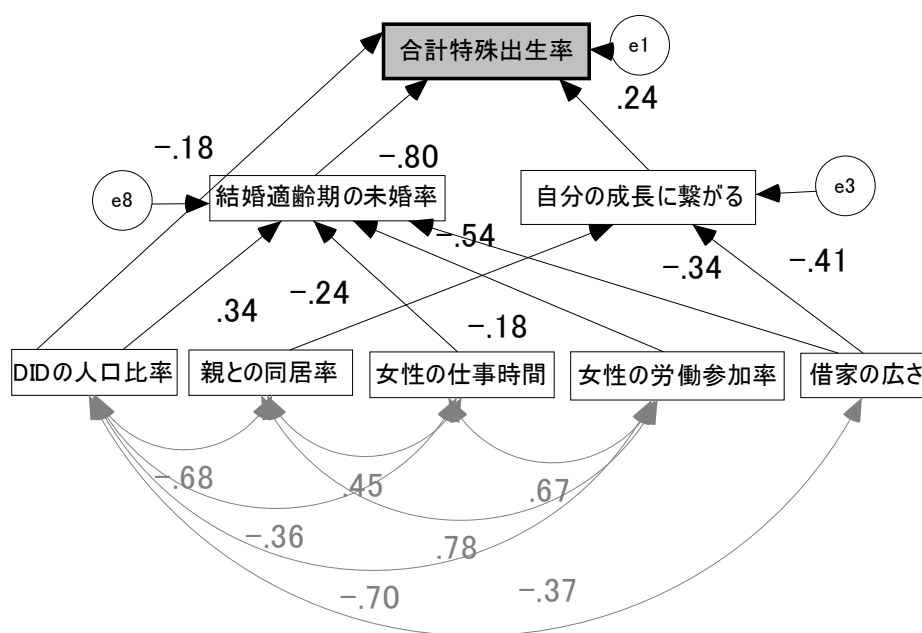 合計特殊出生率
e1
.24
-.18
-.80
結婚適齢期の未婚率
自分の成長に繋がる
e8
e3
-.54
-.34
-.41
.34
-.24
-.18
DIDの人口比率
親との同居率
女性の仕事時間
女性の労働参加率
借家の広さ
-.68
.45
.67
-.36
.78
-.70
-.37